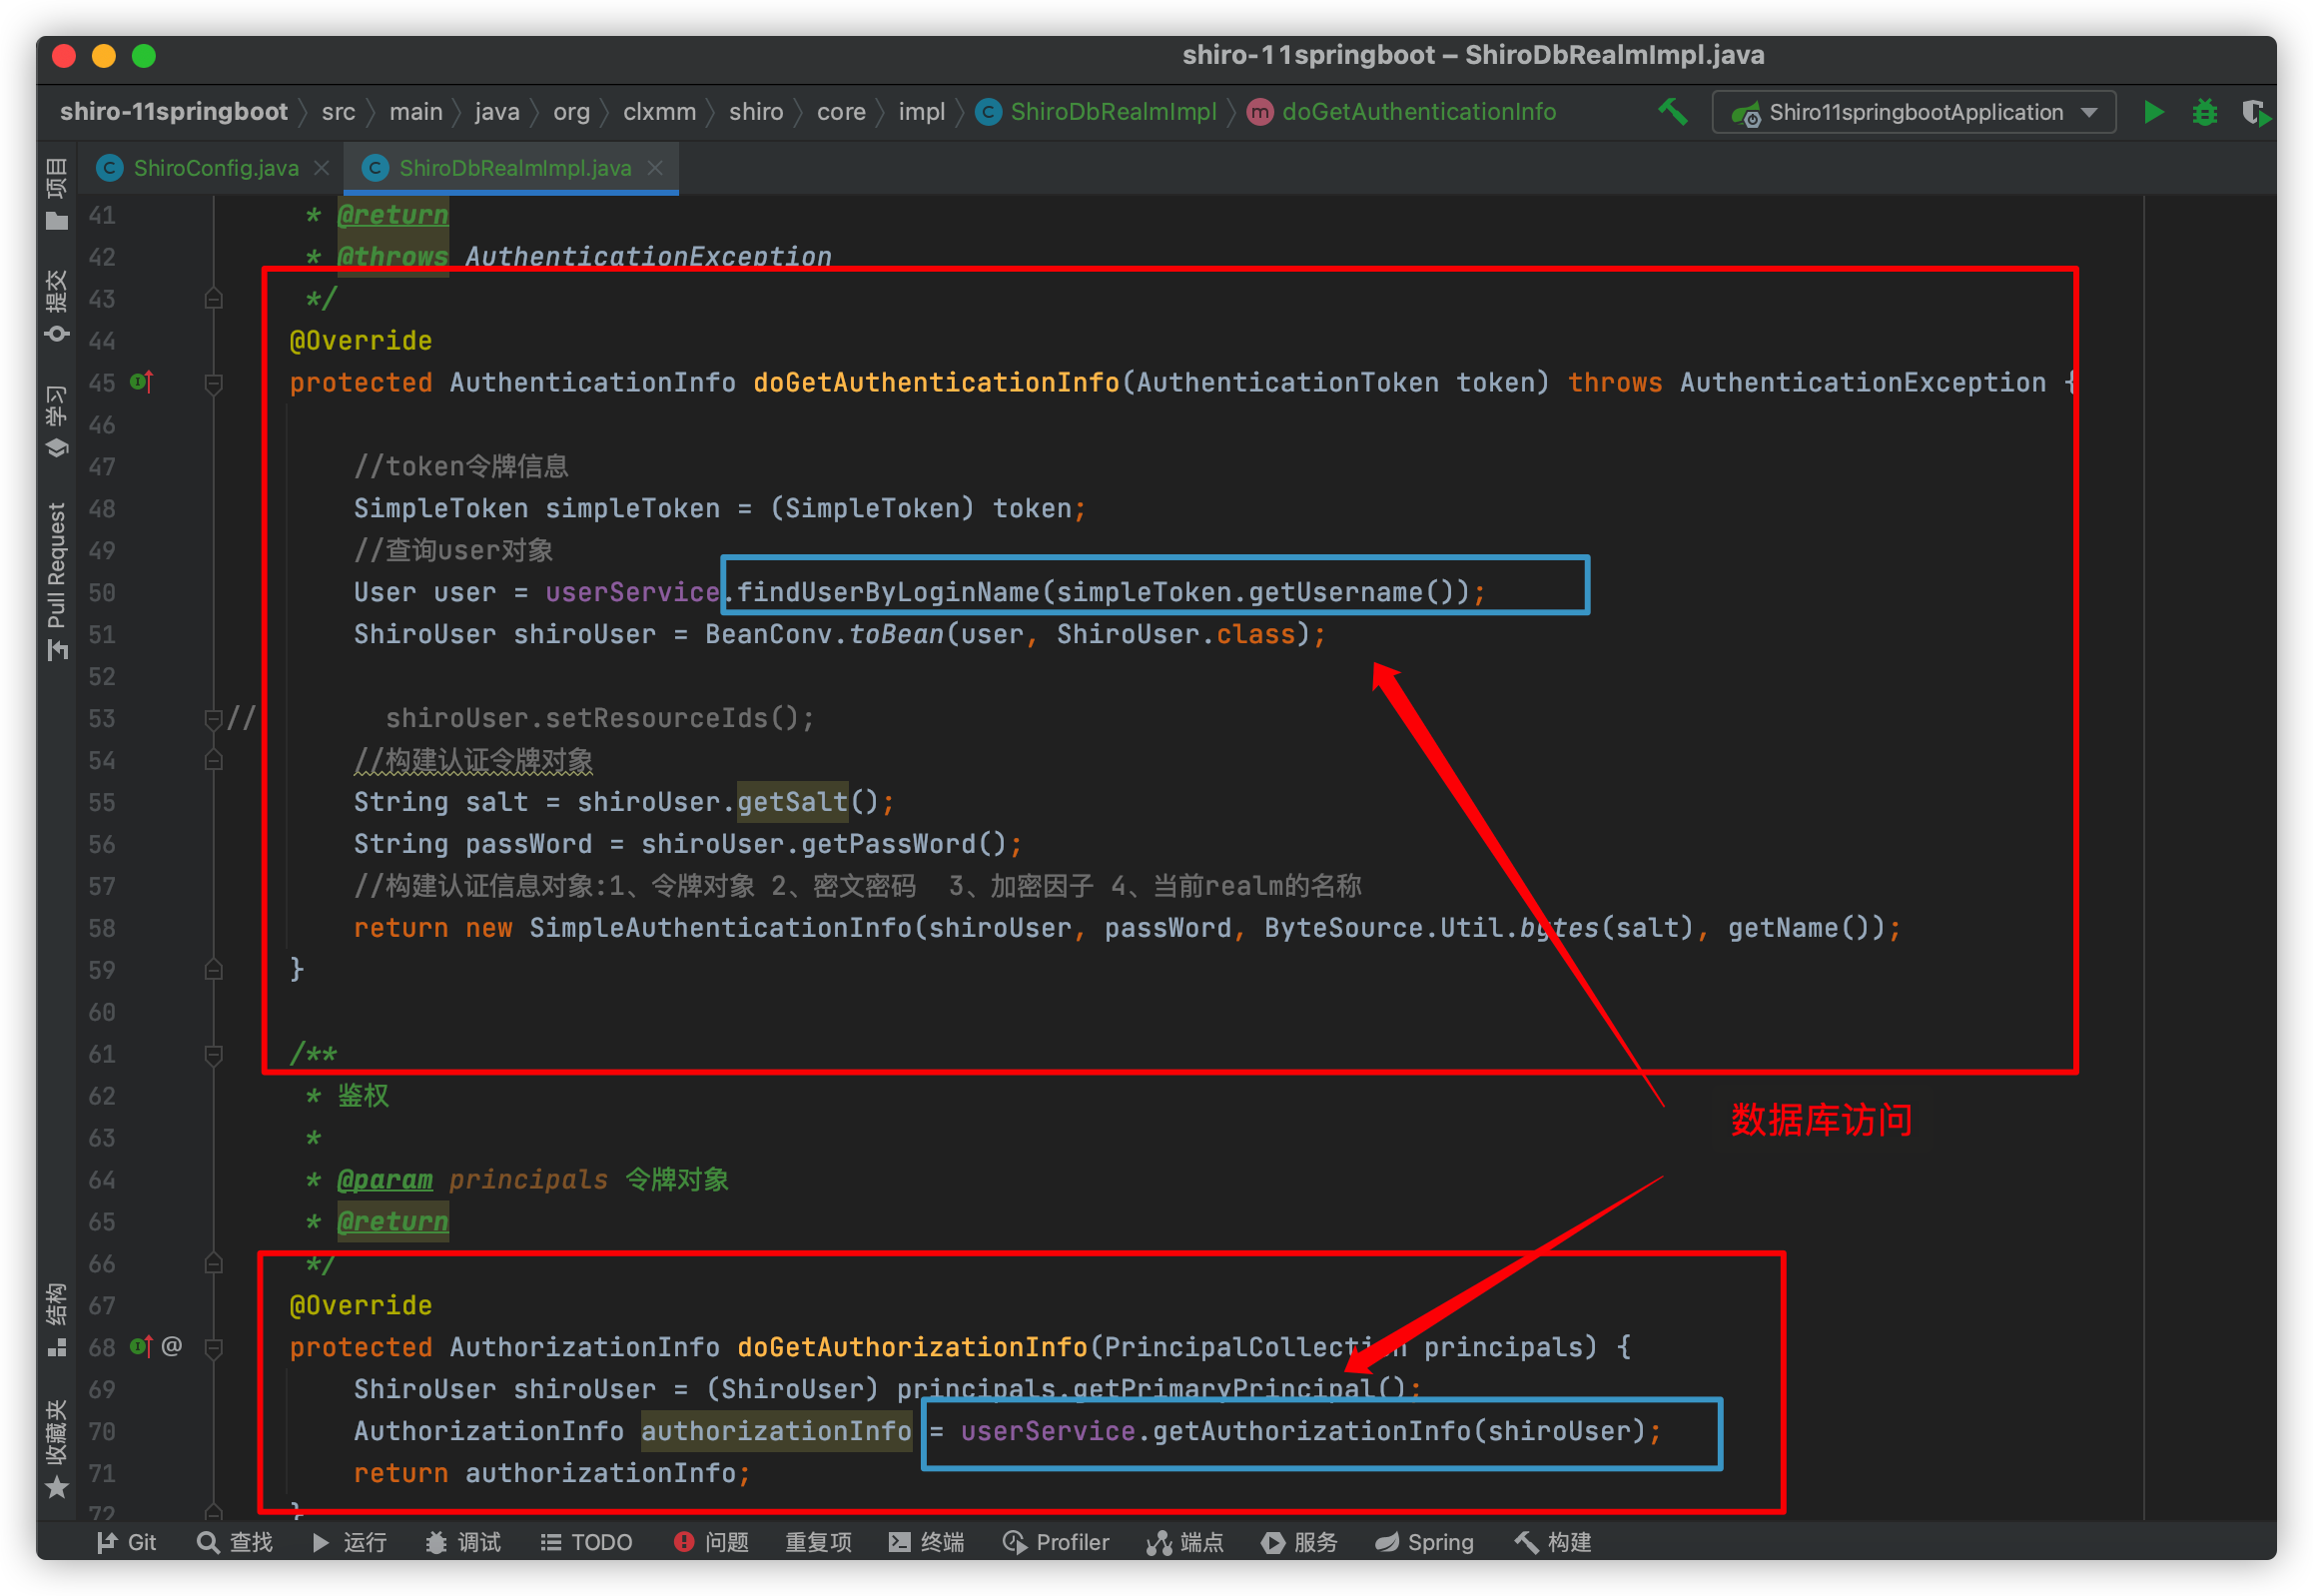 shiro-11springboot – ShiroDbRealmImpl.java
shiro-11springboot src main java org clxmm shiro core impl ShiroDbRealmImpl doGetAuthenticationInfo Shiro11springbootApplication
ShiroConfig.java ShiroDbRealmImpl.java
项目
提交
学习
Pull Request
结构
收藏夹
41 * @return
42 * @throws AuthenticationException
43 */
44 @Override
45 protected AuthenticationInfo doGetAuthenticationInfo(AuthenticationToken token) throws AuthenticationException {
46
47 //token令牌信息
48 SimpleToken simpleToken = (SimpleToken) token;
49 //查询user对象
50 User user = userService.findUserByLoginName(simpleToken.getUsername());
51 ShiroUser shiroUser = BeanConv.toBean(user, ShiroUser.class);
52
53 // shiroUser.setResourceIds();
54 //构建认证令牌对象
55 String salt = shiroUser.getSalt();
56 String passWord = shiroUser.getPassWord();
57 //构建认证信息对象:1、令牌对象 2、密文密码 3、加密因子 4、当前realm的名称
58 return new SimpleAuthenticationInfo(shiroUser, passWord, ByteSource.Util.bytes(salt), getName());
59 }
60
61 /**
62 * 鉴权
数据库访问
63 *
64 * @param principals 令牌对象
65 * @return
66 */
67 @Override
68 @ protected AuthorizationInfo doGetAuthorizationInfo(PrincipalCollection principals) {
69 ShiroUser shiroUser = (ShiroUser) principals.getPrimaryPrincipal();
70 AuthorizationInfo authorizationInfo = userService.getAuthorizationInfo(shiroUser);
71 return authorizationInfo;
72 }
Git 查找 运行 调试 TODO 问题 重复项 终端 Profiler 端点 服务 Spring 构建